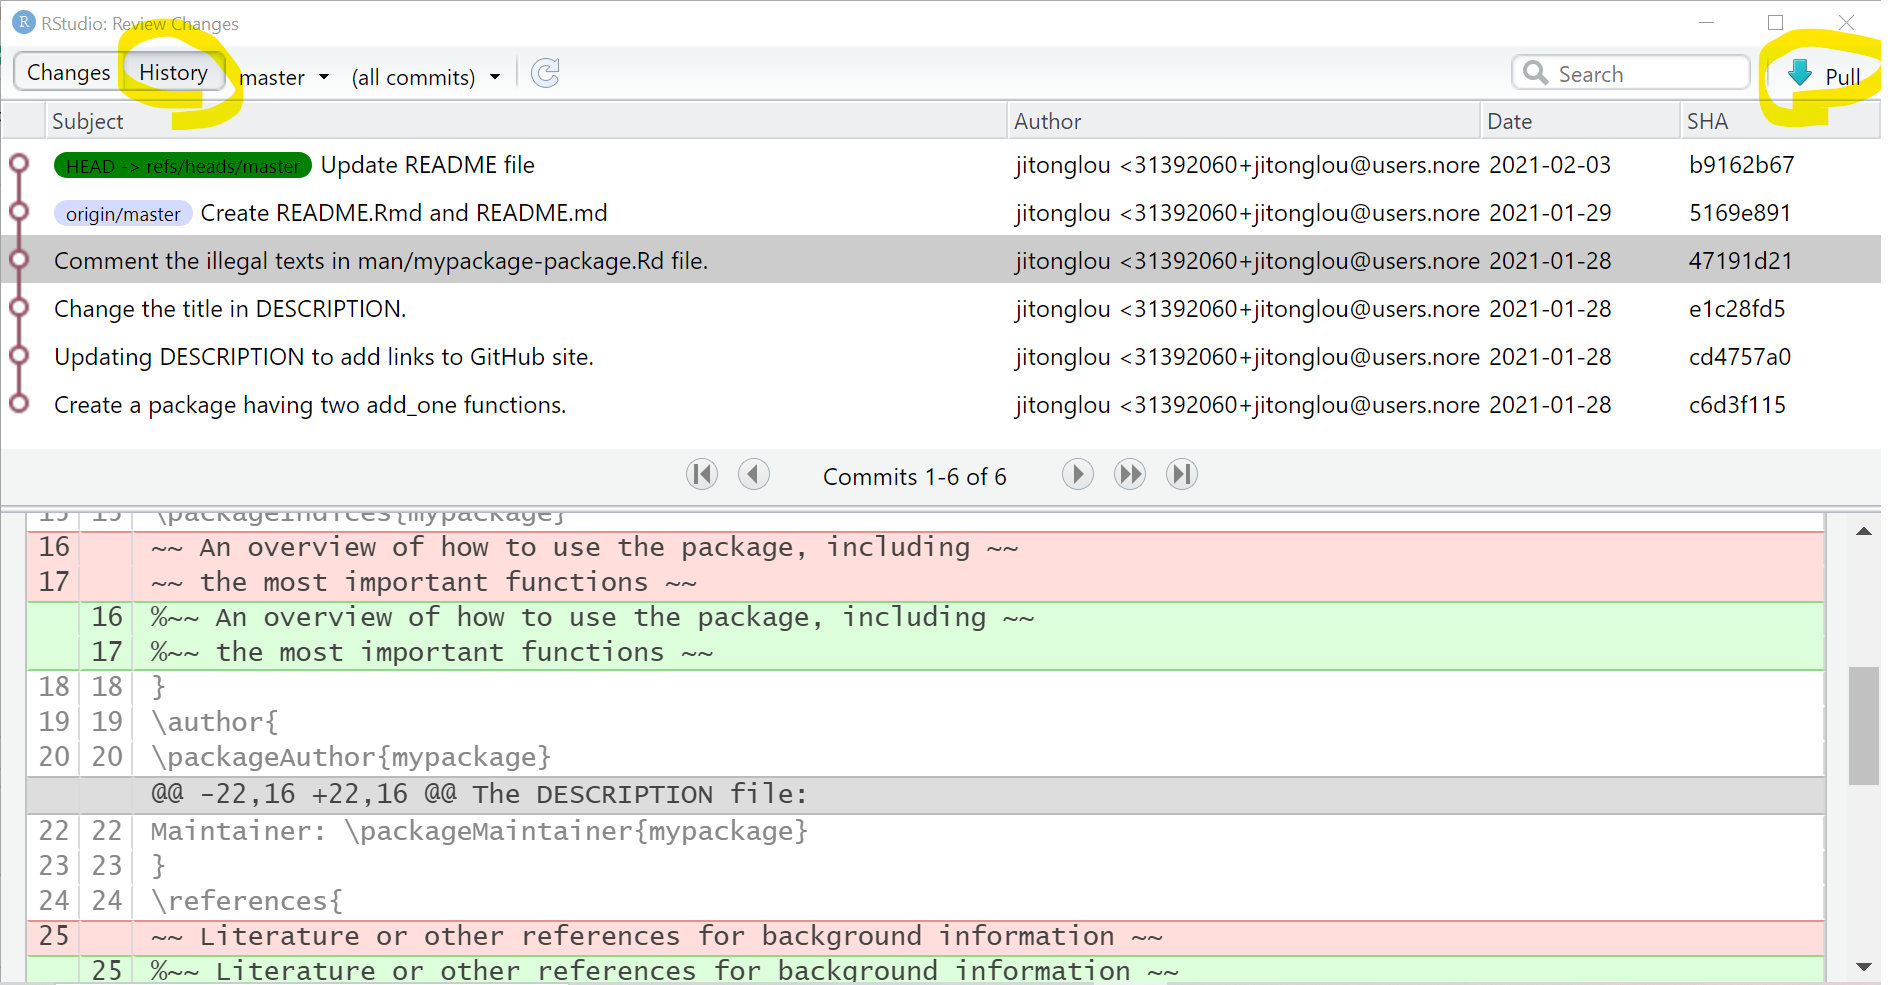 R RStudio: Review Changes
Changes History master (all commits) Search Pull
Subject Author Date SHA
HEAD -> refs/heads/master Update README file jitonglou <31392060+jitonglou@users.nore 2021-02-03 b9162b67
origin/master Create README.Rmd and README.md jitonglou <31392060+jitonglou@users.nore 2021-01-29 5169e891
Comment the illegal texts in man/mypackage-package.Rd file. jitonglou <31392060+jitonglou@users.nore 2021-01-28 47191d21
Change the title in DESCRIPTION. jitonglou <31392060+jitonglou@users.nore 2021-01-28 e1c28fd5
Updating DESCRIPTION to add links to GitHub site. jitonglou <31392060+jitonglou@users.nore 2021-01-28 cd4757a0
Create a package having two add_one functions. jitonglou <31392060+jitonglou@users.nore 2021-01-28 c6d3f115
Commits 1-6 of 6
15 15 \packageIndices{mypackage}
16 ~~ An overview of how to use the package, including ~~
17 ~~ the most important functions ~~
16 %~~ An overview of how to use the package, including ~~
17 %~~ the most important functions ~~
18 18 }
19 19 \author{
20 20 \packageAuthor{mypackage}
@@ -22,16 +22,16 @@ The DESCRIPTION file:
22 22 Maintainer: \packageMaintainer{mypackage}
23 23 }
24 24 \references{
25 ~~ Literature or other references for background information ~~
25 %~~ Literature or other references for background information ~~